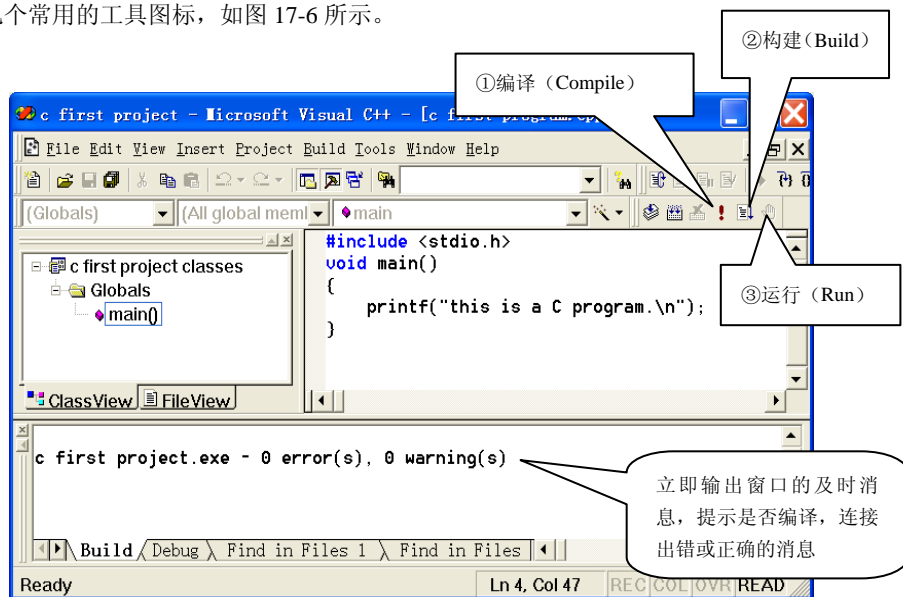 个常用的工具图标，如图 17-6 所示。
②构建（Build）
①编译（Compile）
c first project - Microsoft Visual C++ - [c first program.cpp
File Edit View Insert Project Build Tools Window Help
(Globals) (All global meml main
#include <stdio.h>
void main()
{
printf("this is a C program.\n");
}
c first project classes
Globals
main()
③运行（Run）
ClassView FileView
c first project.exe - 0 error(s), 0 warning(s)
立即输出窗口的及时消
息，提示是否编译，连接
出错或正确的消息
Build Debug Find in Files 1 Find in Files
Ready Ln 4, Col 47 REC COL OVR READ